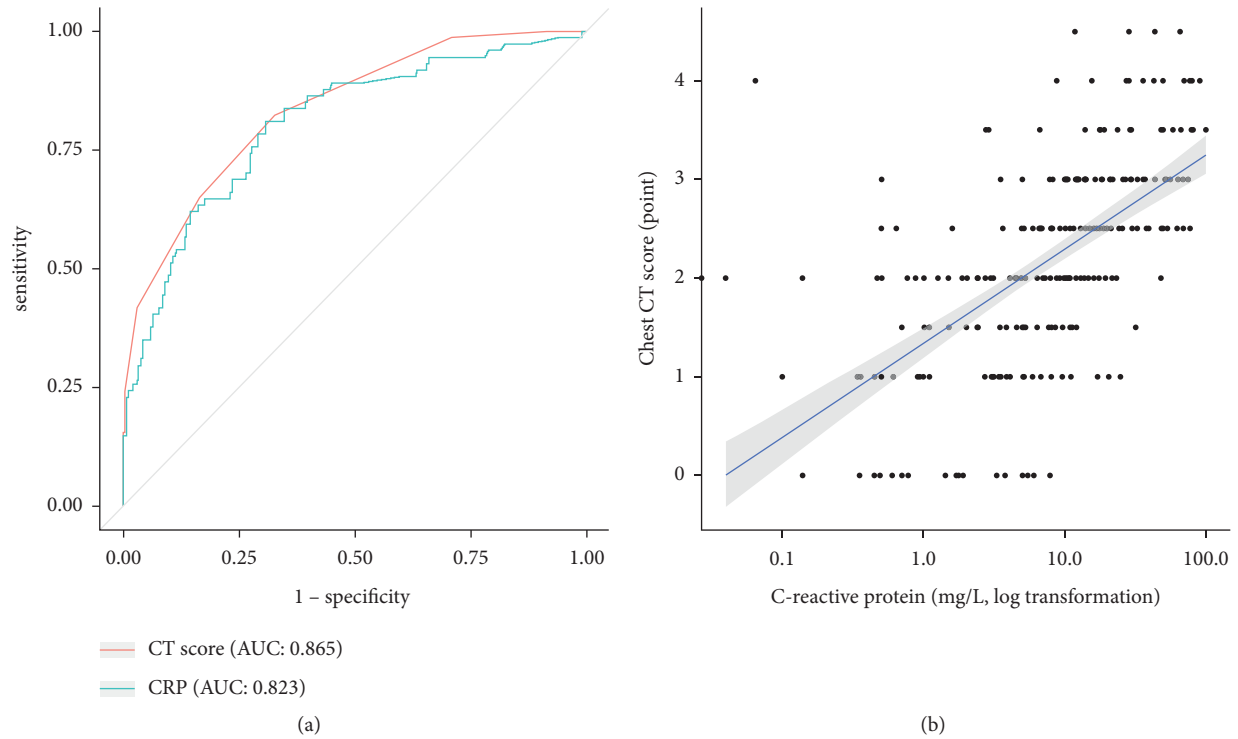 1.00
0.75
0.50
0.25
0.00
sensitivity
0.00 0.25 0.50 0.75 1.00
1 – specificity
CT score (AUC: 0.865)
CRP (AUC: 0.823)
(a)
4
3
2
1
0
Chest CT score (point)
0.1 1.0 10.0 100.0
C-reactive protein (mg/L, log transformation)
(b)